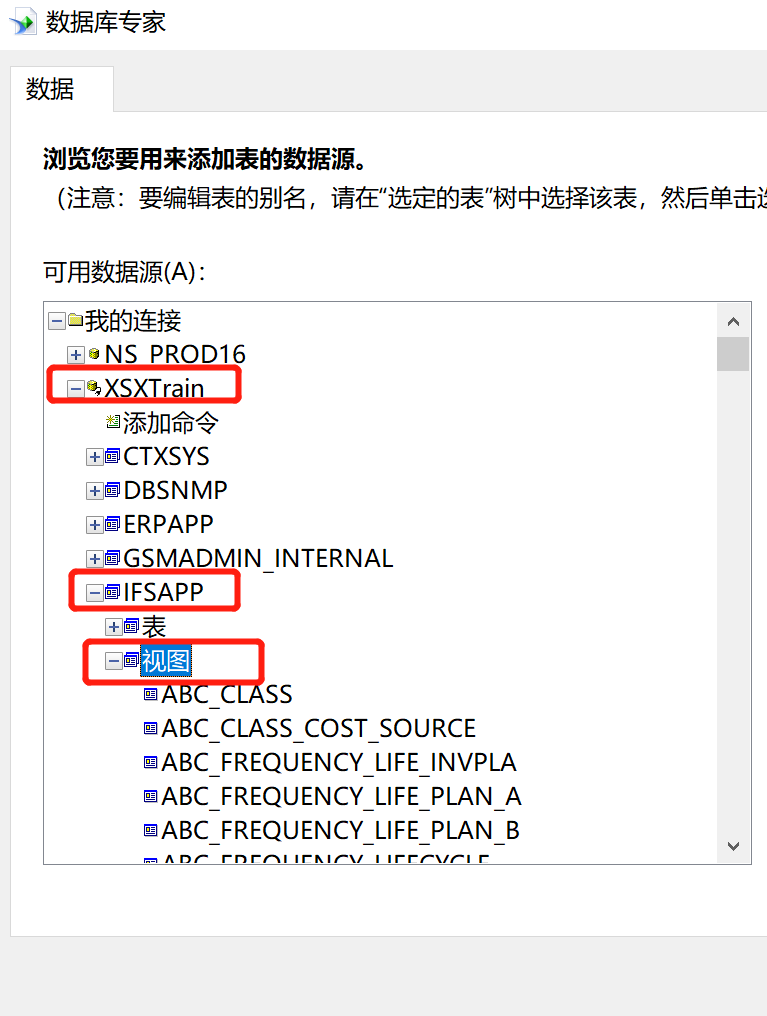 数据库专家
数据
浏览您要用来添加表的数据源。
（注意：要编辑表的别名，请在“选定的表”树中选择该表，然后单击
可用数据源(A)：
我的连接
NS_PROD16
XSXTrain
添加命令
CTXSYS
DBSNMP
ERPAPP
GSMADMIN_INTERNAL
IFSAPP
表
视图
ABC_CLASS
ABC_CLASS_COST_SOURCE
ABC_FREQUENCY_LIFE_INVPLA
ABC_FREQUENCY_LIFE_PLAN_A
ABC_FREQUENCY_LIFE_PLAN_B
ABC_FREQUENCY_LIFECYCLE